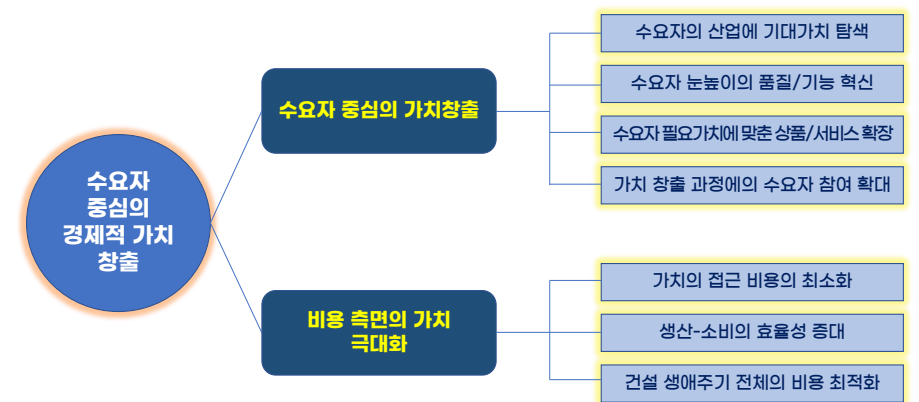 수요자
중심의
경제적 가치
창출
수요자 중심의 가치창출
수요자의 산업에 기대가치 탐색
수요자 눈높이의 품질/기능 혁신
수요자 필요가치에 맞춘 상품/서비스 확장
가치 창출 과정에의 수요자 참여 확대
비용 측면의 가치
극대화
가치의 접근 비용의 최소화
생산-소비의 효율성 증대
건설 생애주기 전체의 비용 최적화